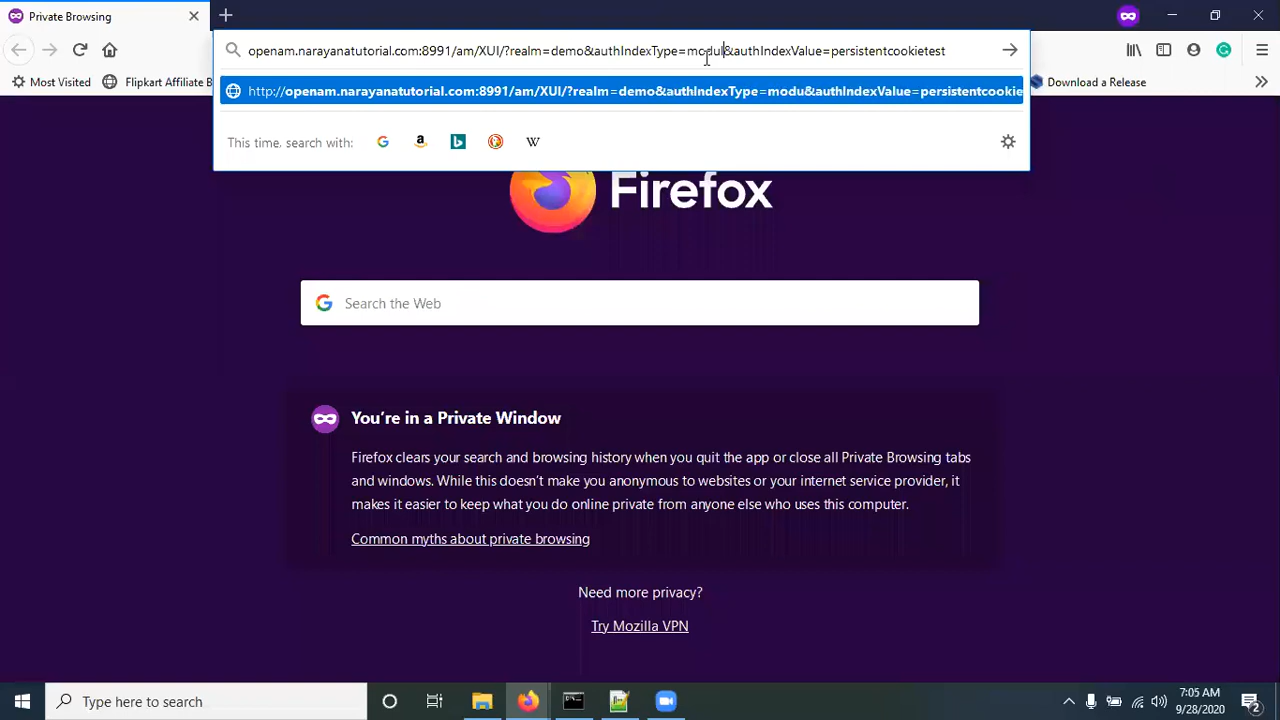 Private Browsing
openam.narayanatutorial.com:8991/am/XUI/?realm=demo&authIndexType=modul&authIndexValue=persistentcookietest
Most Visited
Flipkart Affiliate B
Download a Release
http://openam.narayanatutorial.com:8991/am/XUI/?realm=demo&authIndexType=modu&authIndexValue=persistentcookie
This time, search with:
Firefox
Search the Web
You're in a Private Window
Firefox clears your search and browsing history when you quit the app or close all Private Browsing tabs
and windows. While this doesn't make you anonymous to websites or your internet service provider, it
makes it easier to keep what you do online private from anyone else who uses this computer.
Common myths about private browsing
Need more privacy?
Try Mozilla VPN
Type here to search
7:05 AM
9/28/2020
2